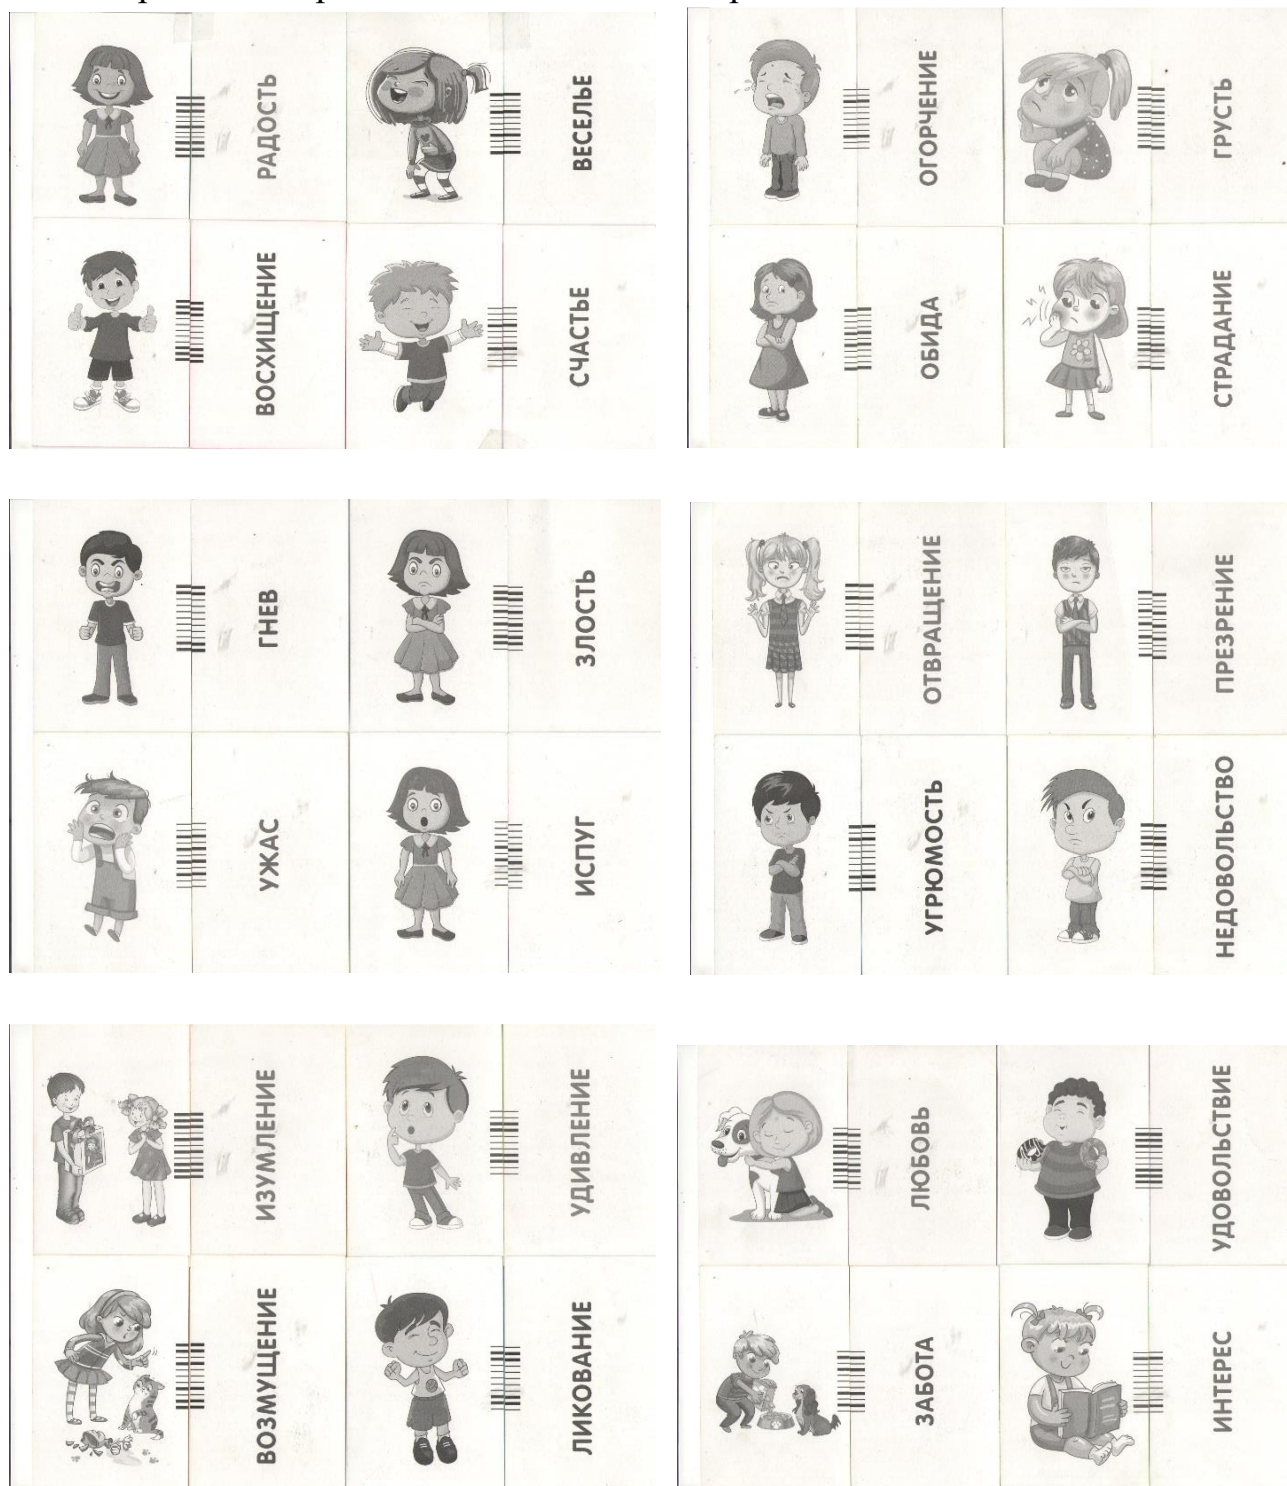 РАДОСТЬ
ВЕСЕЛЬЕ
ВОСХИЩЕНИЕ
СЧАСТЬЕ
ОГОРЧЕНИЕ
ГРУСТЬ
ОБИДА
СТРАДАНИЕ
ГНЕВ
ЗЛОСТЬ
УЖАС
ИСПУГ
ОТВРАЩЕНИЕ
ПРЕЗРЕНИЕ
УГРЮМОСТЬ
НЕДОВОЛЬСТВО
ИЗУМЛЕНИЕ
УДИВЛЕНИЕ
ВОЗМУЩЕНИЕ
ЛИКОВАНИЕ
ЛЮБОВЬ
УДОВОЛЬСТВИЕ
ЗАБОТА
ИНТЕРЕС